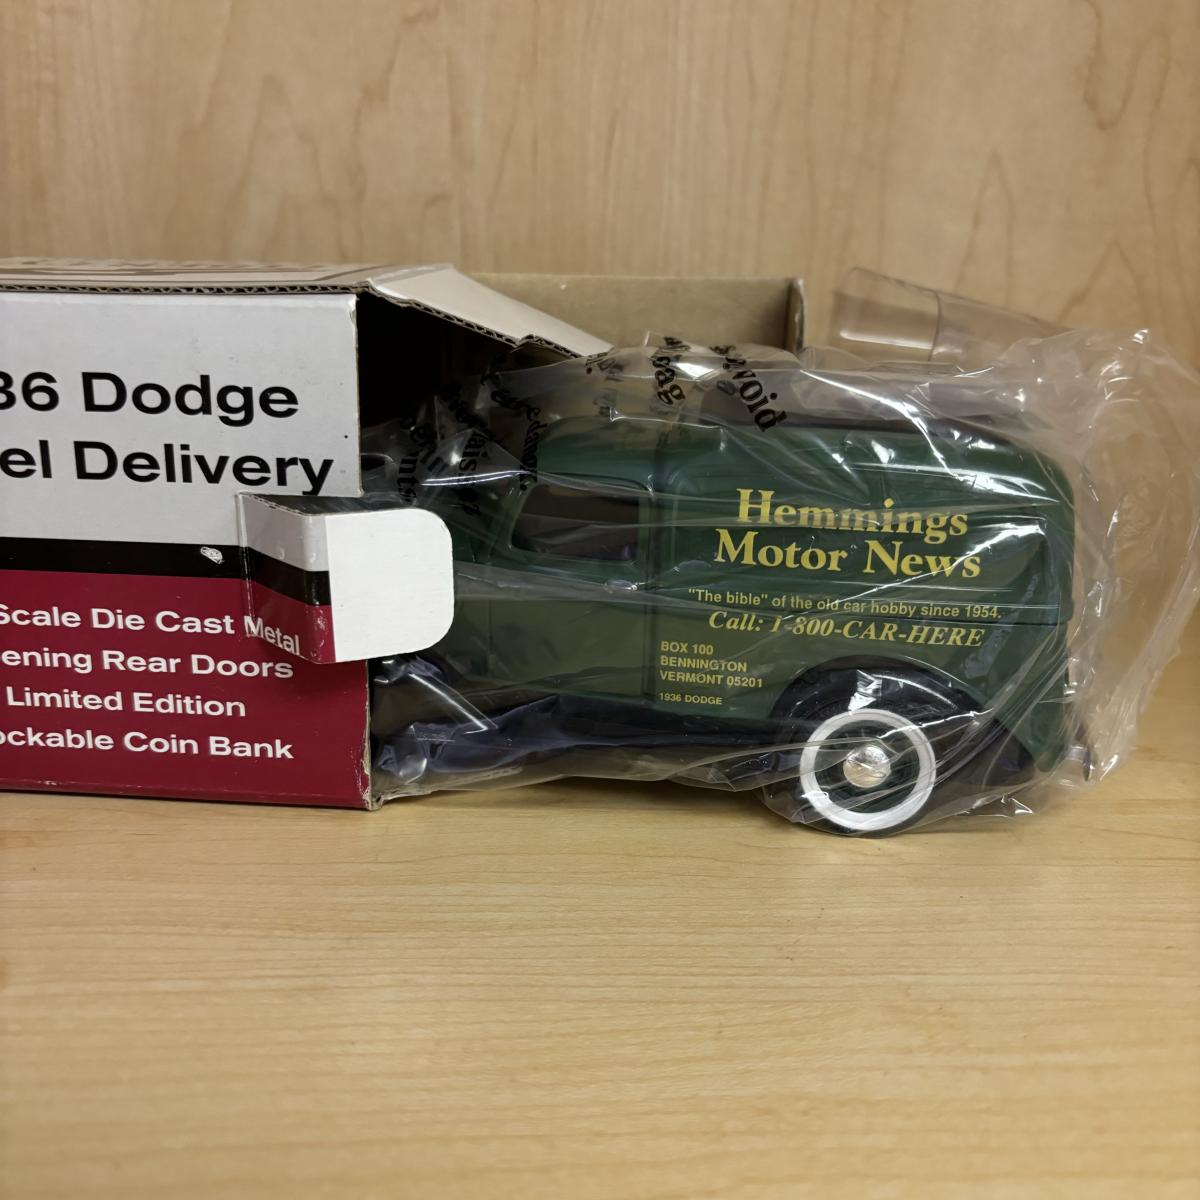 36 Dodge
el Delivery
Scale Die Cast Metal
ening Rear Doors
Limited Edition
ockable Coin Bank
avoid
bag
Hemmings
Motor News
"The bible" of the old car hobby since 1954.
Call: 1-800-CAR-HERE
BOX 100
BENNINGTON
VERMONT 05201
1936 DODGE